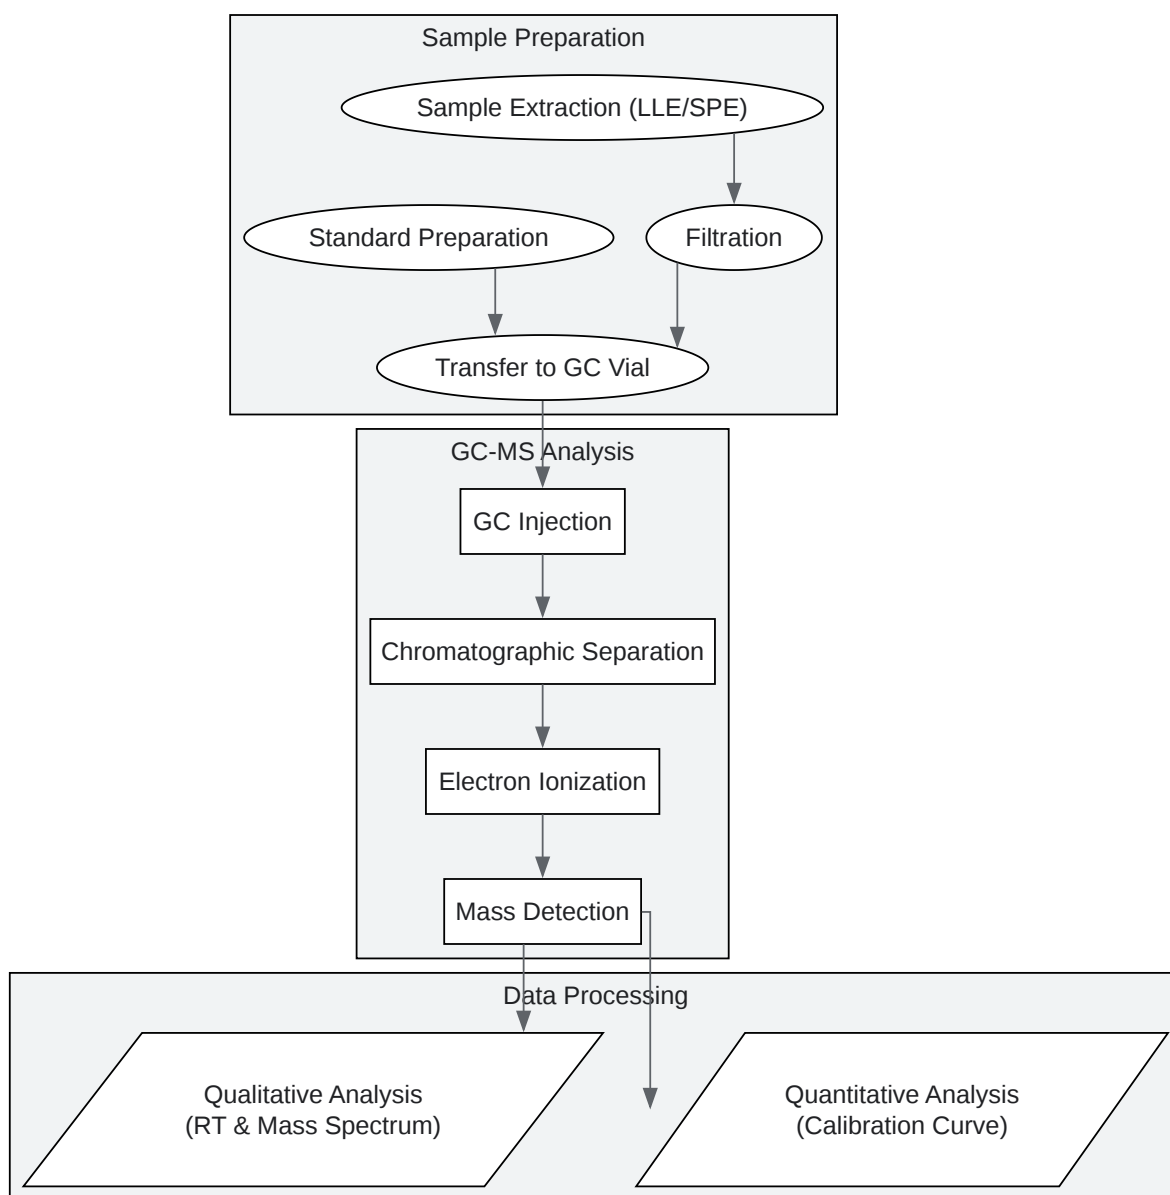 Sample Preparation
Sample Extraction (LLE/SPE)
Standard Preparation
Filtration
Transfer to GC Vial
GC-MS Analysis
GC Injection
Chromatographic Separation
Electron Ionization
Mass Detection
Data Processing
Qualitative Analysis
(RT & Mass Spectrum)
Quantitative Analysis
(Calibration Curve)